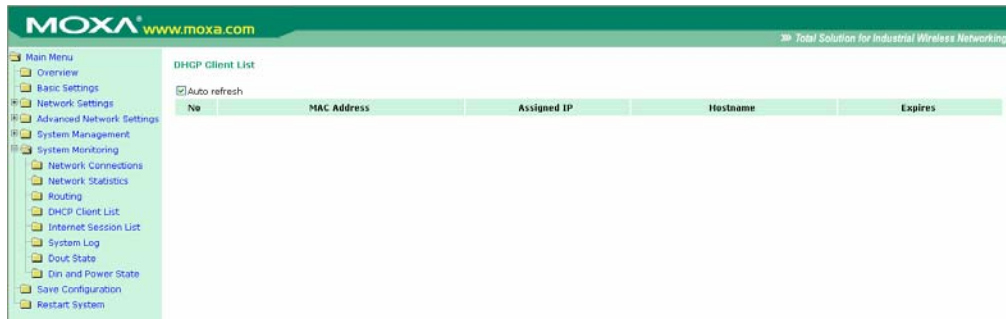 MOXA® www.moxa.com
Total Solution for Industrial Wireless Networking
Main Menu
Overview
Basic Settings
Network Settings
Advanced Network Settings
System Management
System Monitoring
Network Connections
Network Statistics
Routing
DHCP Client List
Internet Session List
System Log
Dout State
Din and Power State
Save Configuration
Restart System
DHCP Client List
Auto refresh
No MAC Address Assigned IP Hostname Expires